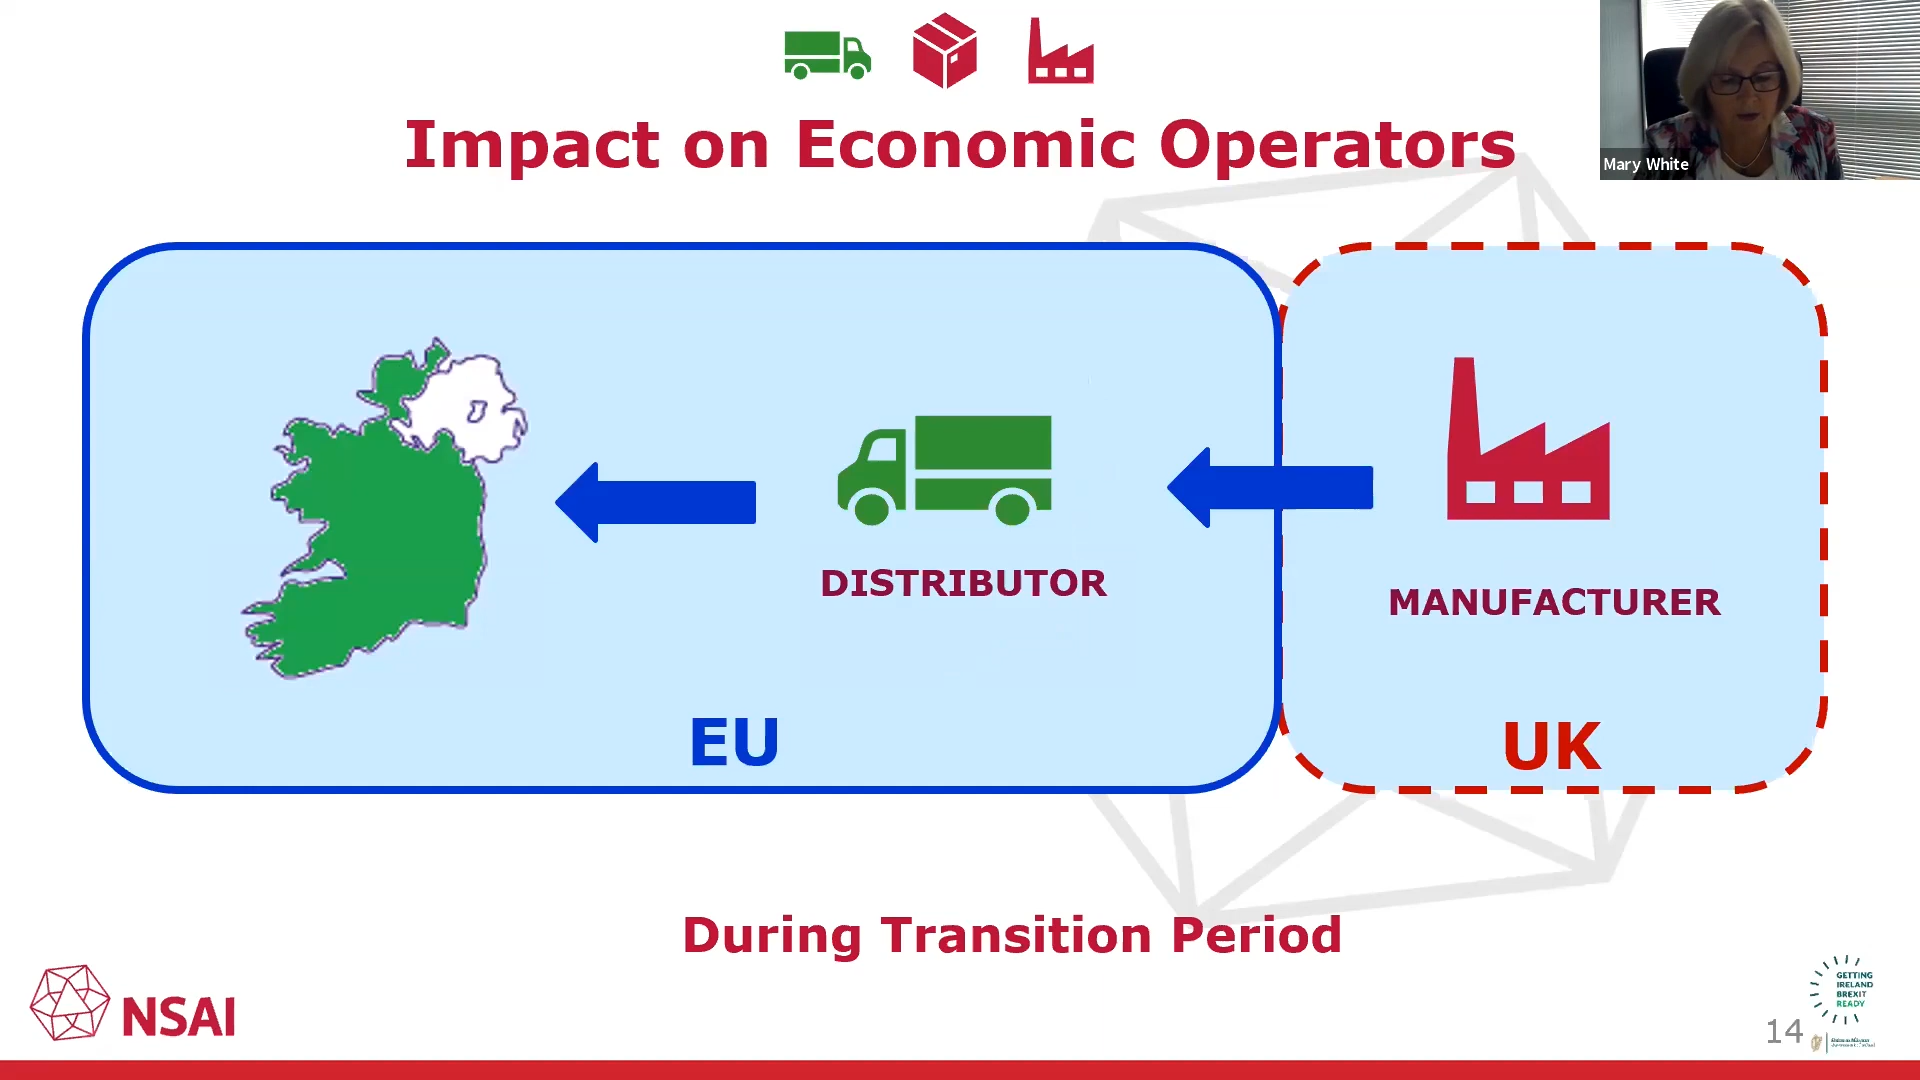 Impact on Economic Operators
Mary White
DISTRIBUTOR
MANUFACTURER
EU
UK
During Transition Period
NSAI
GETTING
IRELAND
BREXIT
READY
14